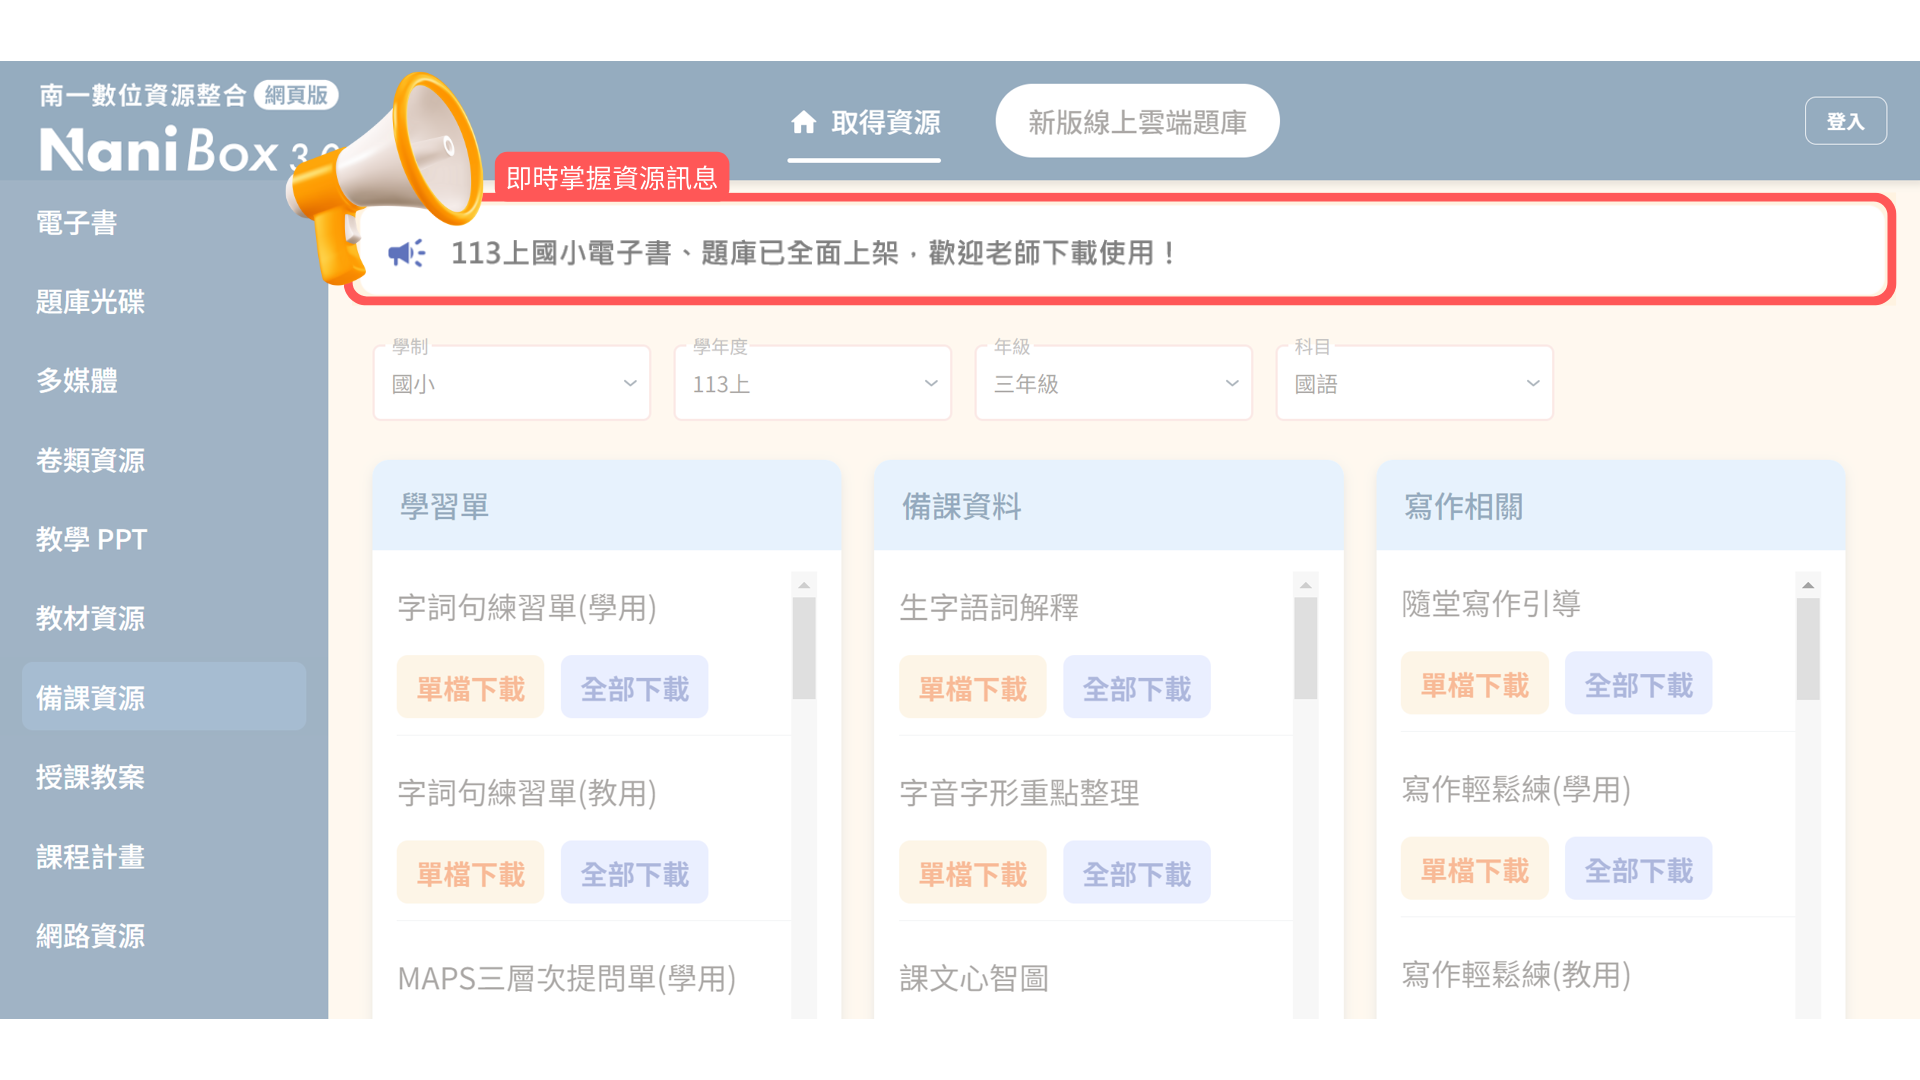 南一數位資源整合 網頁版
NaniBox 3.0
取得資源
新版線上雲端題庫
登入
即時掌握資源訊息
113上國小電子書、題庫已全面上架，歡迎老師下載使用！
電子書
題庫光碟
多媒體
卷類資源
教學 PPT
教材資源
備課資源
授課教案
課程計畫
網路資源
學制
國小
學年度
113上
年級
三年級
科目
國語
學習單
字詞句練習單(學用)
單檔下載 全部下載
字詞句練習單(教用)
單檔下載 全部下載
MAPS三層次提問單(學用)
備課資料
生字語詞解釋
單檔下載 全部下載
字音字形重點整理
單檔下載 全部下載
課文心智圖
寫作相關
隨堂寫作引導
單檔下載 全部下載
寫作輕鬆練(學用)
單檔下載 全部下載
寫作輕鬆練(教用)